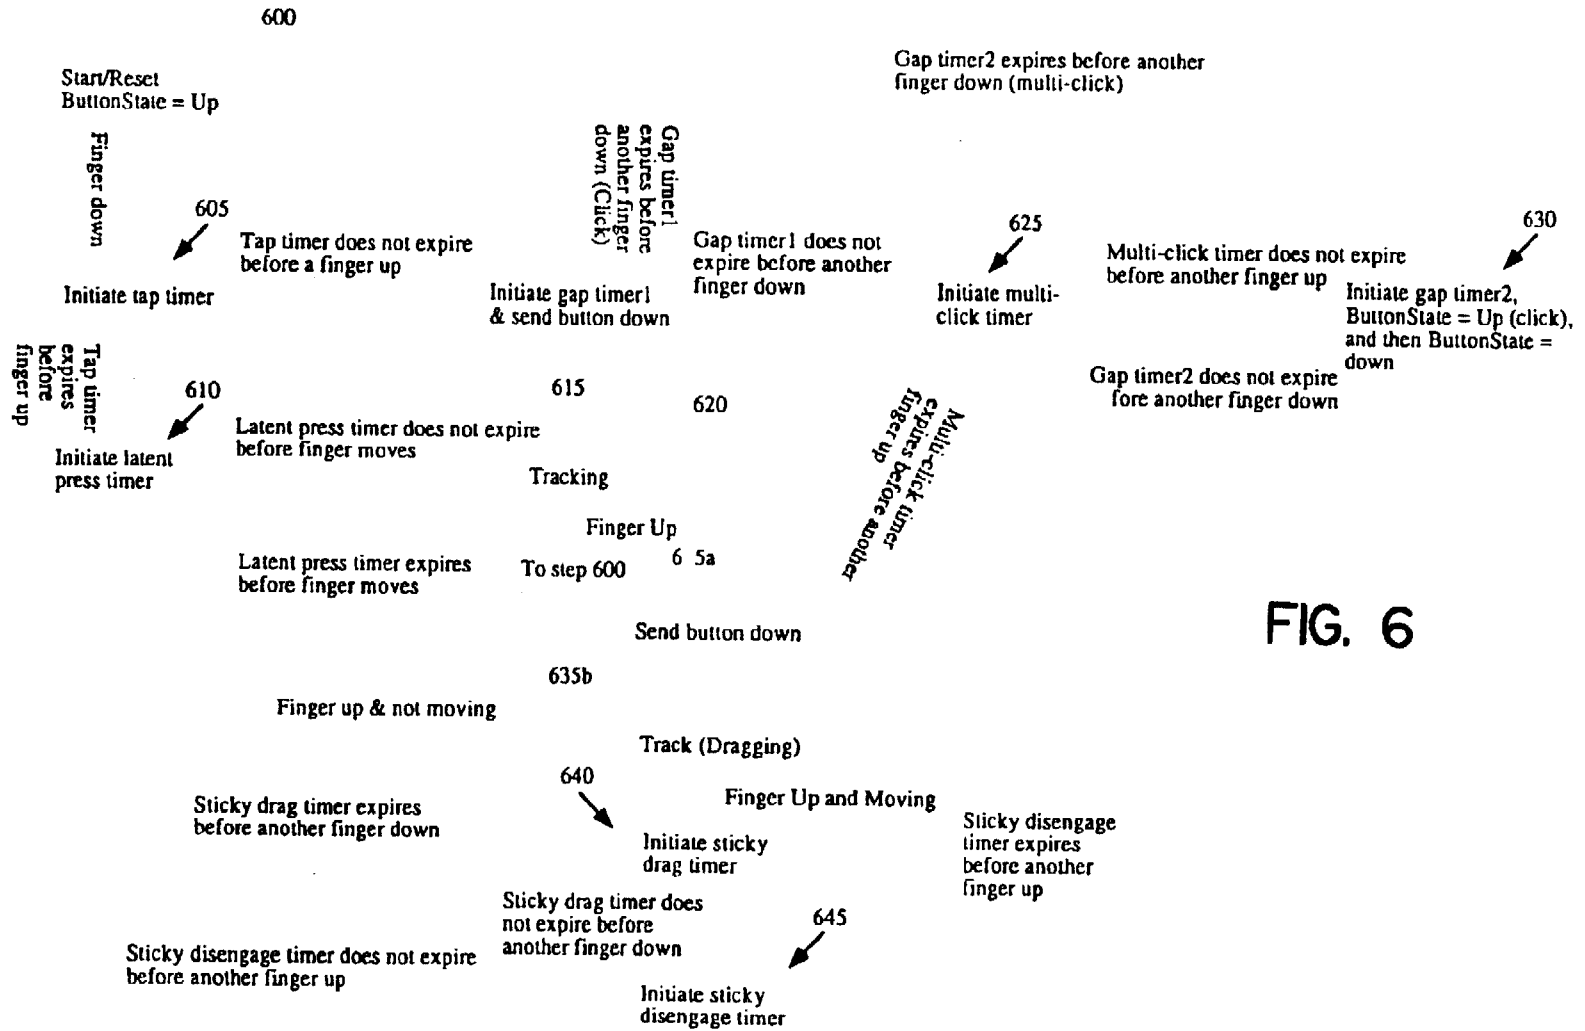 600
Start/Reset
ButtonState = Up
Gap timer2 expires before another
finger down (multi-click)
Finger down
Gap timer1
expires before
another finger
down (Click)
605
Tap timer does not expire
before a finger up
Initiate tap timer
Initiate gap timer1
& send button down
Gap timer1 does not
expire before another
finger down
625
Initiate multi-
click timer
Multi-click timer does not expire
before another finger up
630
Initiate gap timer2,
ButtonState = Up (click),
and then ButtonState =
down
Gap timer2 does not expire
fore another finger down
Tap timer
expires
before
finger up
610
Initiate latent
press timer
Latent press timer does not expire
before finger moves
615
620
Tracking
Finger Up
6 5a
To step 600
Multi-click timer
expires before another
finger up
Latent press timer expires
before finger moves
Send button down
FIG. 6
635b
Finger up & not moving
Track (Dragging)
640
Finger Up and Moving
Sticky drag timer expires
before another finger down
Initiate sticky
drag timer
Sticky disengage
timer expires
before another
finger up
Sticky drag timer does
not expire before
another finger down
645
Sticky disengage timer does not expire
before another finger up
Initiate sticky
disengage timer